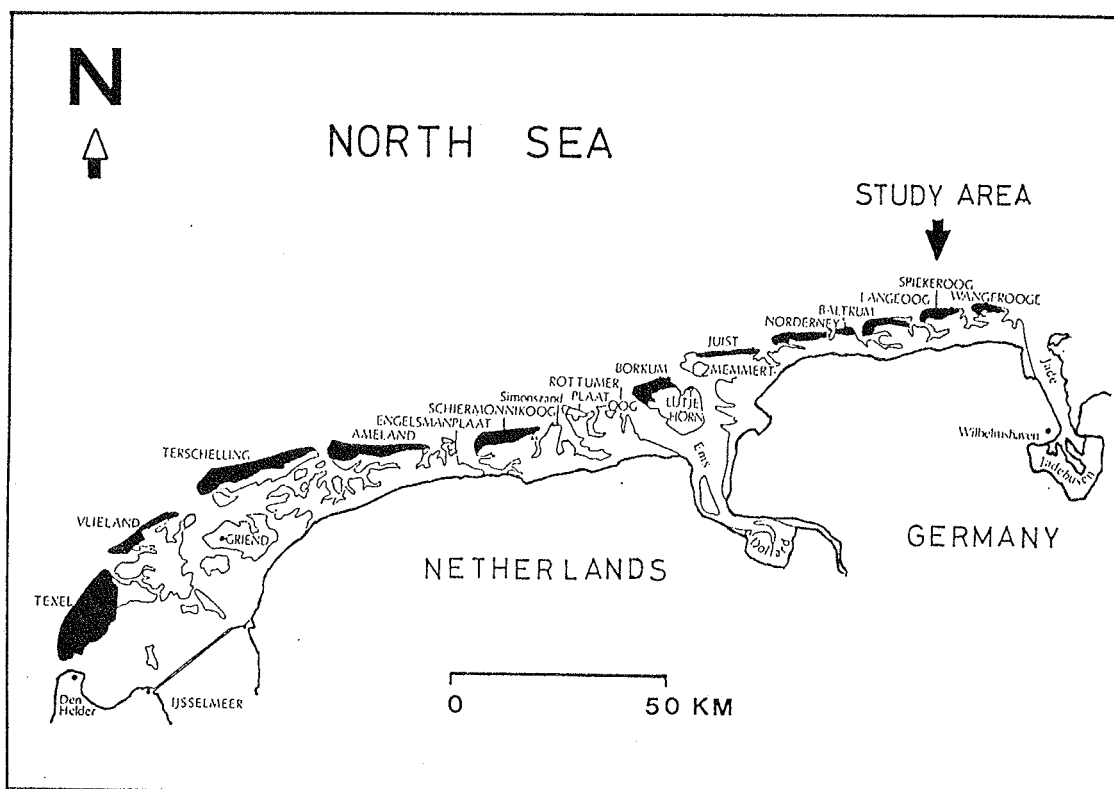 N
NORTH SEA
STUDY AREA
SPIEKEROOG
LANGEOOG
WANGEROOGE
BALTRUM
NORDERNEY
JUIST
MEMMERT
BORKUM
LÜTJE
HORN
ROTTUMER
PLAAT
OOG
Simonszand
SCHIERMONNIKOOG
ENGELSMANPLAAT
AMELAND
TERSCHELLING
VLIELAND
GRIEND
TEXEL
Ems
Dollard
Jade
Wilhelmshaven
Jadebusen
GERMANY
NETHERLANDS
Den
Helder
IJSSELMEER
0 50 KM